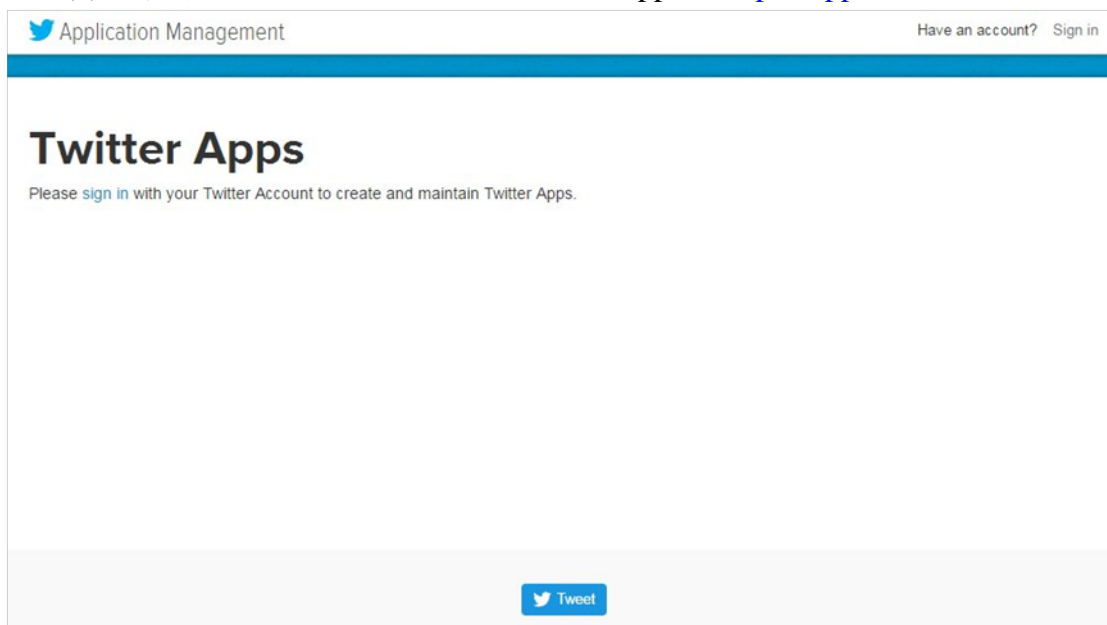 Application Management
Have an account? Sign in
Twitter Apps
Please sign in with your Twitter Account to create and maintain Twitter Apps.
Tweet